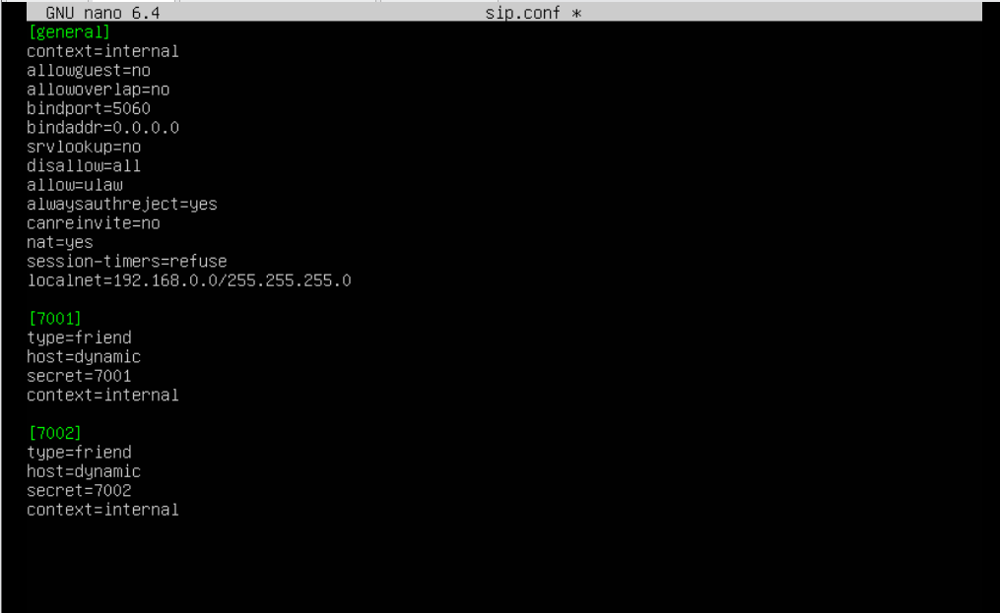 GNU nano 6.4 sip.conf *
[general]
context=internal
allowguest=no
allowoverlap=no
bindport=5060
bindaddr=0.0.0.0
srvlookup=no
disallow=all
allow=ulaw
alwaysauthreject=yes
canreinvite=no
nat=yes
session-timers=refuse
localnet=192.168.0.0/255.255.255.0
[7001]
type=friend
host=dynamic
secret=7001
context=internal
[7002]
type=friend
host=dynamic
secret=7002
context=internal